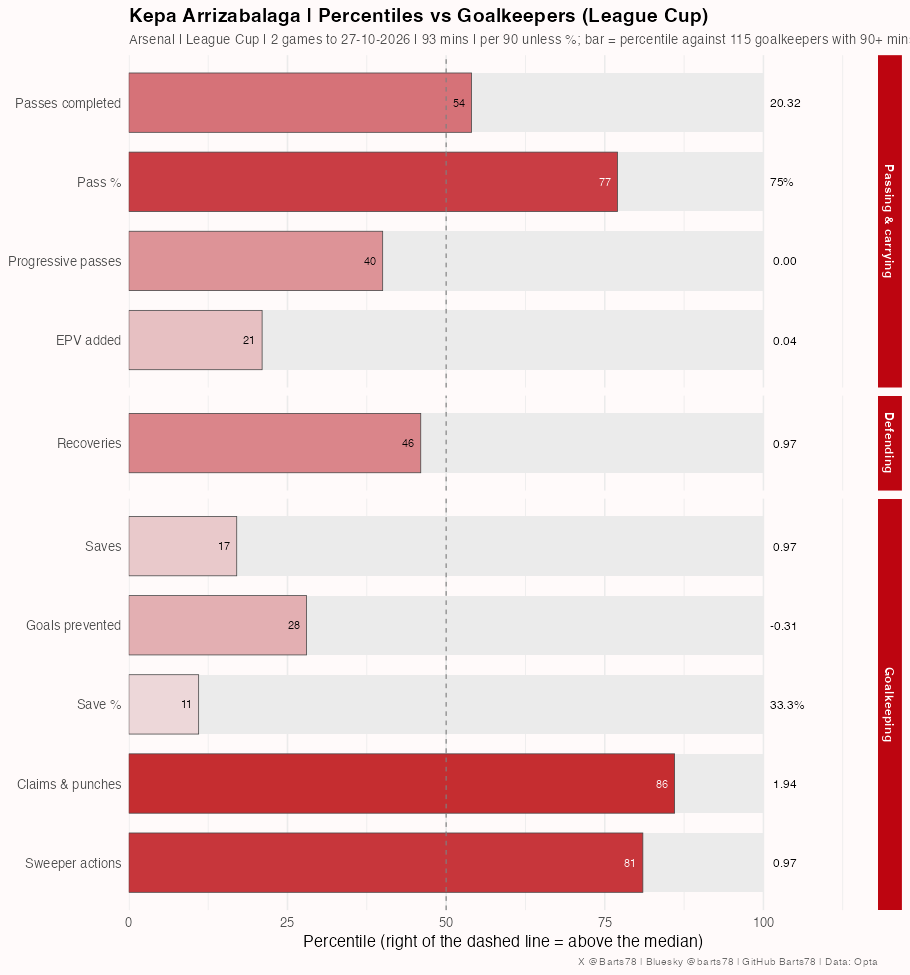 Kepa Arrizabalaga | Percentiles vs Goalkeepers (League Cup)
Arsenal | League Cup | 2 games to 27-10-2026 | 93 mins | per 90 unless %; bar = percentile against 115 goalkeepers with 90+ mins
Passes completed 54 20.32
Pass % 77 75%
Progressive passes 40 0.00
EPV added 21 0.04
Passing & carrying
Recoveries 46 0.97
Defending
Saves 17 0.97
Goals prevented 28 -0.31
Save % 11 33.3%
Claims & punches 86 1.94
Sweeper actions 81 0.97
Goalkeeping
0 25 50 75 100
Percentile (right of the dashed line = above the median)
X @Barts78 | Bluesky @barts78 | GitHub Barts78 | Data: Opta